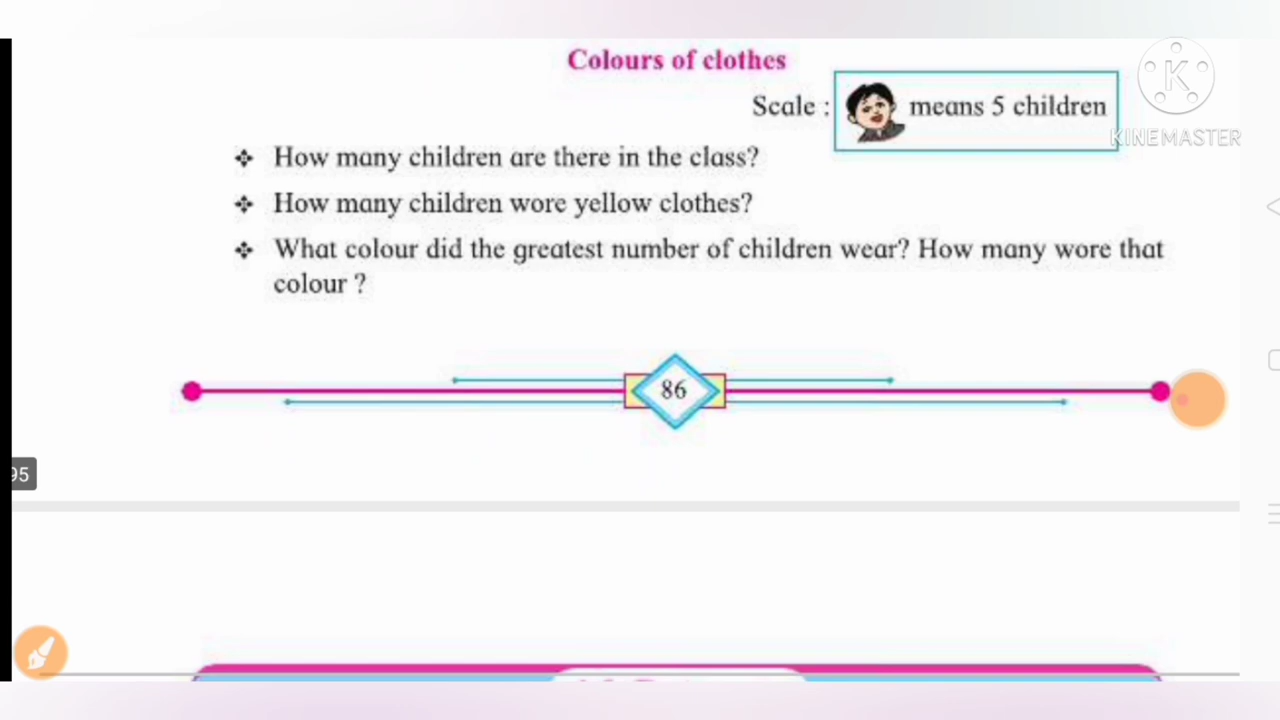 Colours of clothes
Scale : means 5 children
K
KINEMASTER
❖ How many children are there in the class?
❖ How many children wore yellow clothes?
❖ What colour did the greatest number of children wear? How many wore that
colour ?
86
95